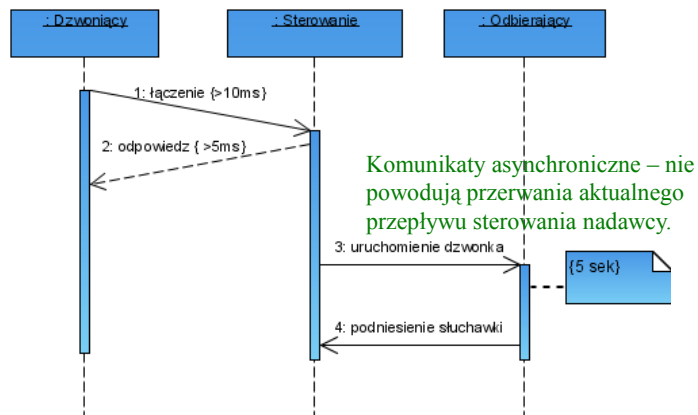 : Dzwoniący
: Sterowanie
: Odbierający
1: łączenie {>10ms}
2: odpowiedz { >5ms}
Komunikaty asynchroniczne – nie
powodują przerwania aktualnego
przepływu sterowania nadawcy.
3: uruchomienie dzwonka
{5 sek}
4: podniesienie słuchawki